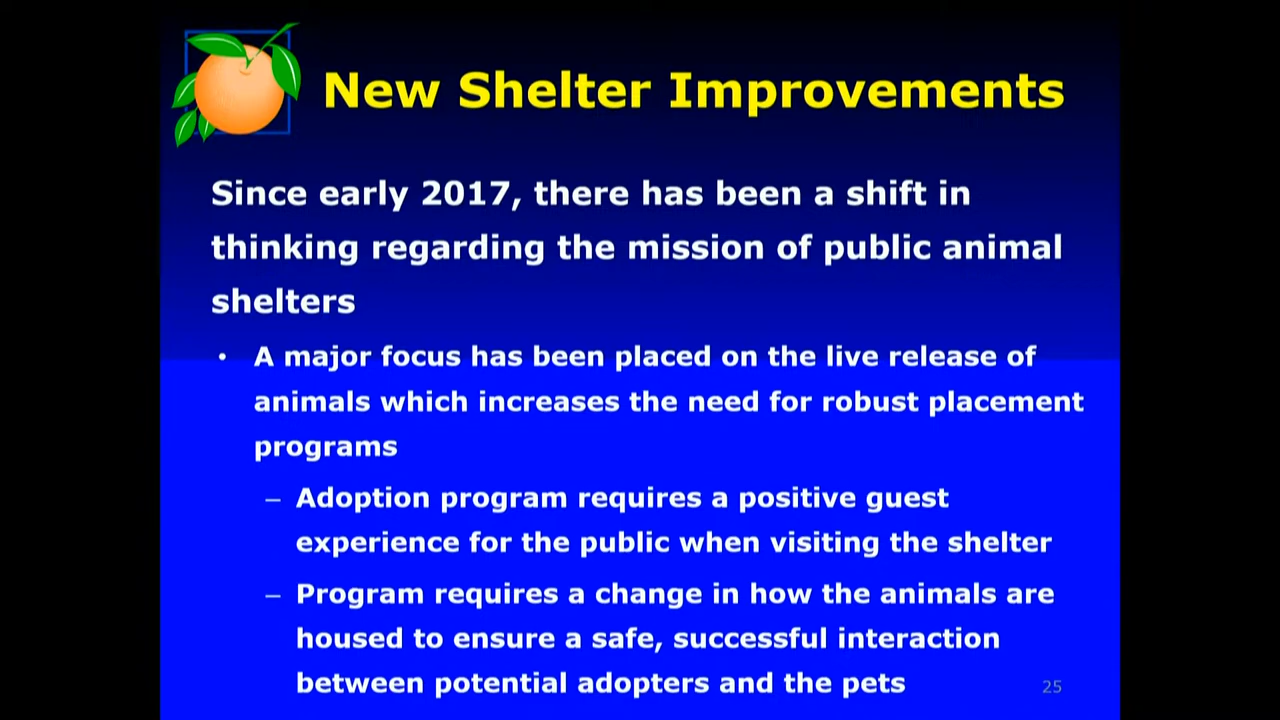 New Shelter Improvements
Since early 2017, there has been a shift in
thinking regarding the mission of public animal
shelters
• A major focus has been placed on the live release of
animals which increases the need for robust placement
programs
– Adoption program requires a positive guest
experience for the public when visiting the shelter
– Program requires a change in how the animals are
housed to ensure a safe, successful interaction
between potential adopters and the pets
25